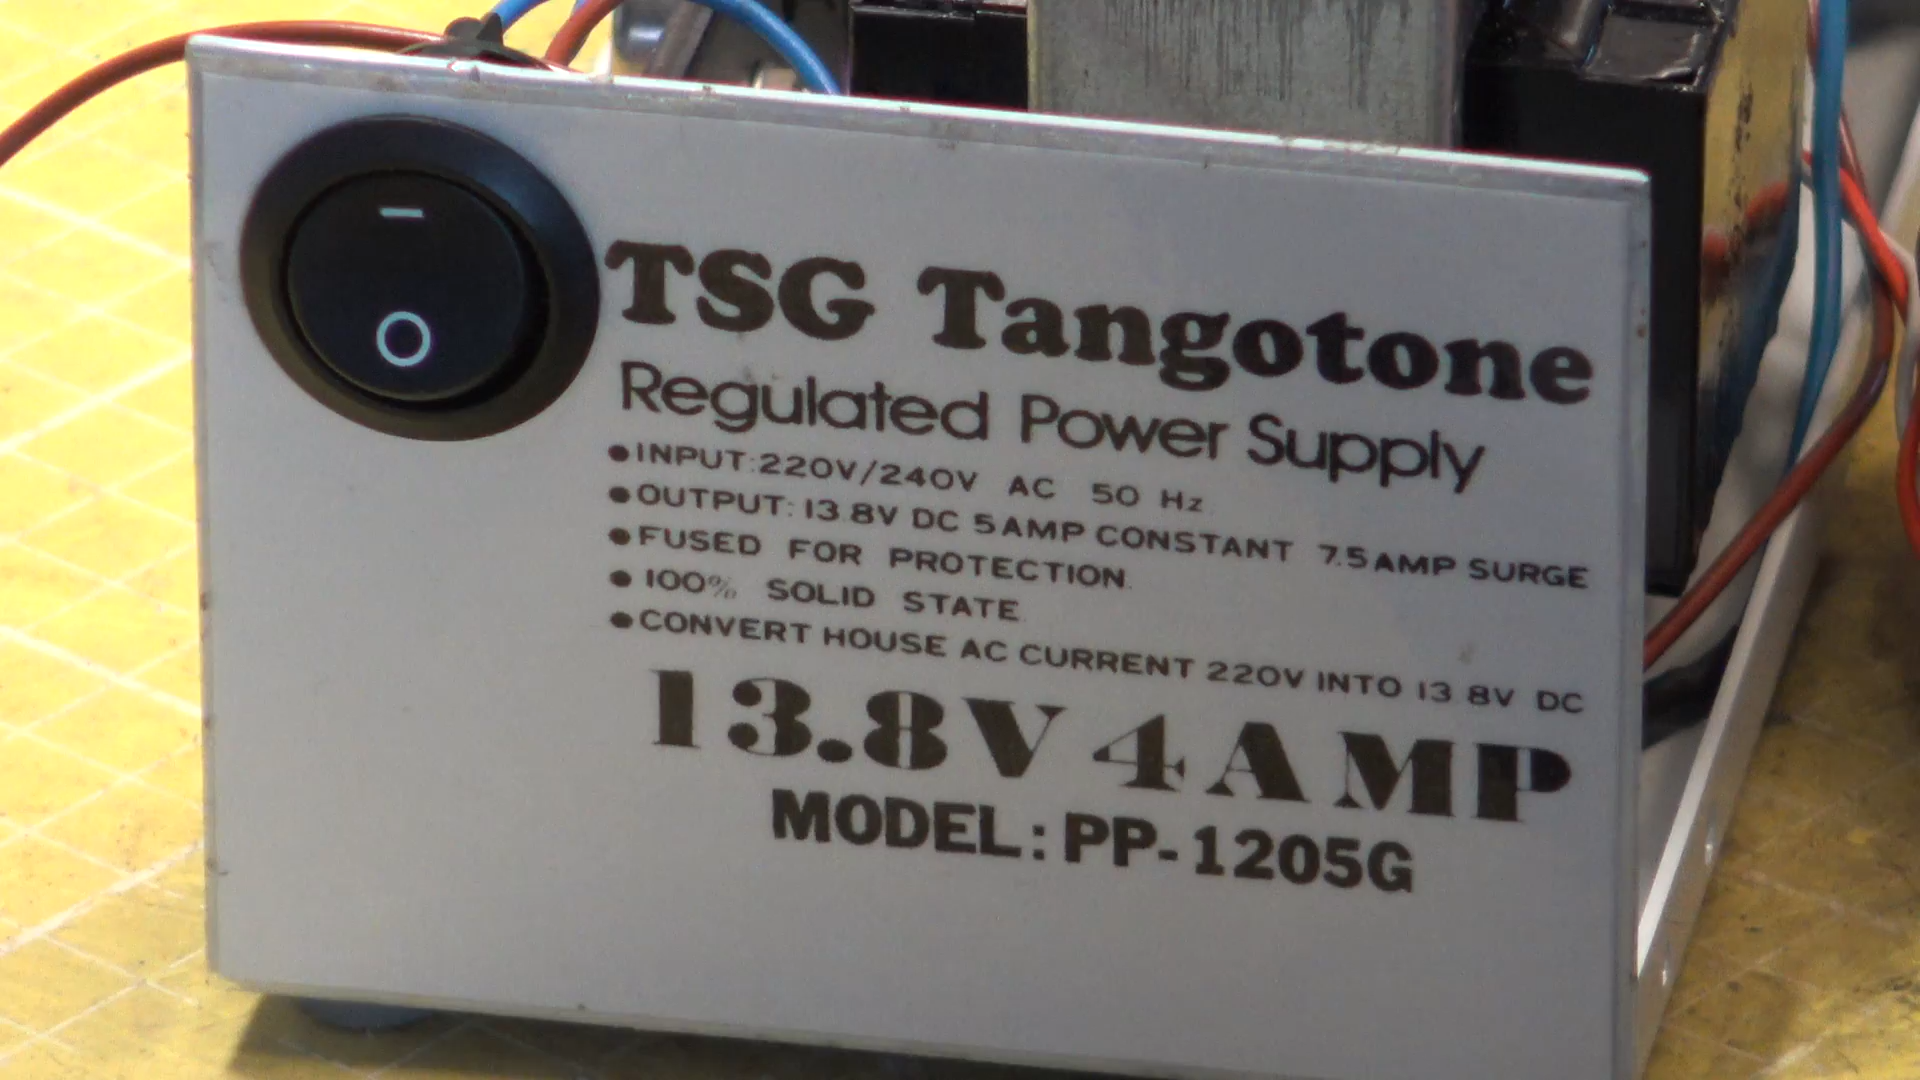 TSG Tangotone
Regulated Power Supply
●INPUT:220V/240V AC 50 Hz
●OUTPUT: 13.8V DC 5AMP CONSTANT 7.5AMP SURGE
●FUSED FOR PROTECTION.
●100% SOLID STATE.
●CONVERT HOUSE AC CURRENT 220V INTO 13.8V DC
13.8V 4AMP
MODEL: PP-1205G